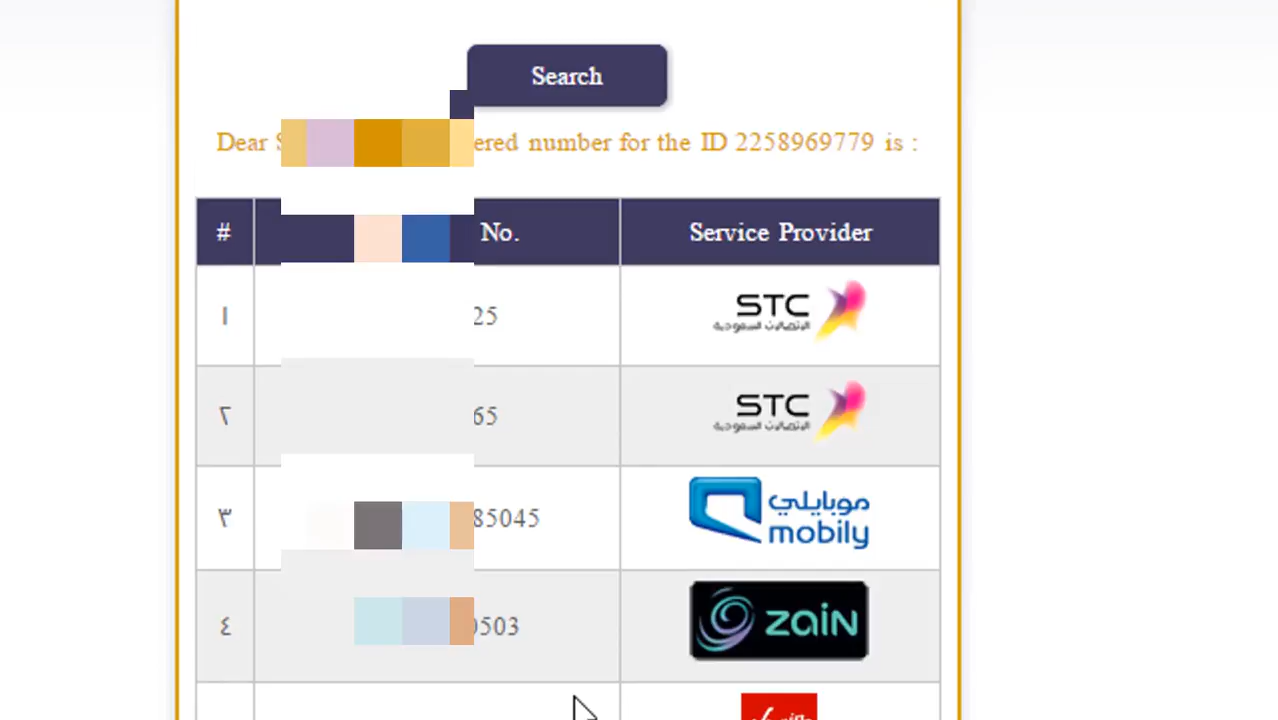 Search
Dear ered number for the ID 2258969779 is :
# No. Service Provider
١ 25 STC الاتصالات السعودية
٢ 65 STC الاتصالات السعودية
٣ 85045 موبايلي mobily
٤ 0503 zain